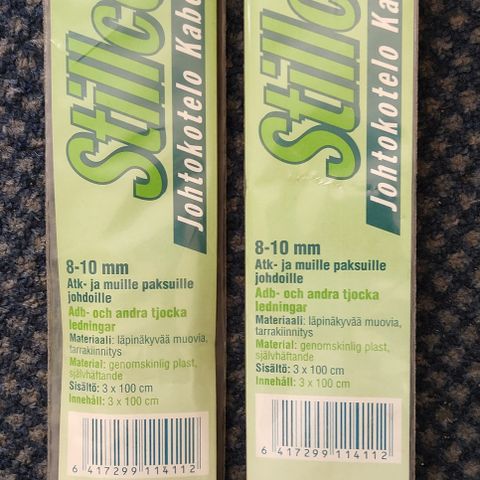 Stillco
Johtokotelo Kabe
8-10 mm
Atk- ja muille paksuille
johdoille
Adb- och andra tjocka
ledningar
Materiaali: läpinäkyvää muovia,
tarrakiinnitys
Material: genomskinlig plast,
självhäftande
Sisältö: 3 x 100 cm
Innehåll: 3 x 100 cm
6 417299 114112
Stillc
Johtokotelo Ka
8-10 mm
Atk- ja muille paksuille
johdoille
Adb- och andra tjocka
ledningar
Materiaali: läpinäkyvää muovia,
tarrakiinnitys
Material: genomskinlig plast,
självhäftande
Sisältö: 3 x 100 cm
Innehåll: 3 x 100 cm
6 417299 114112